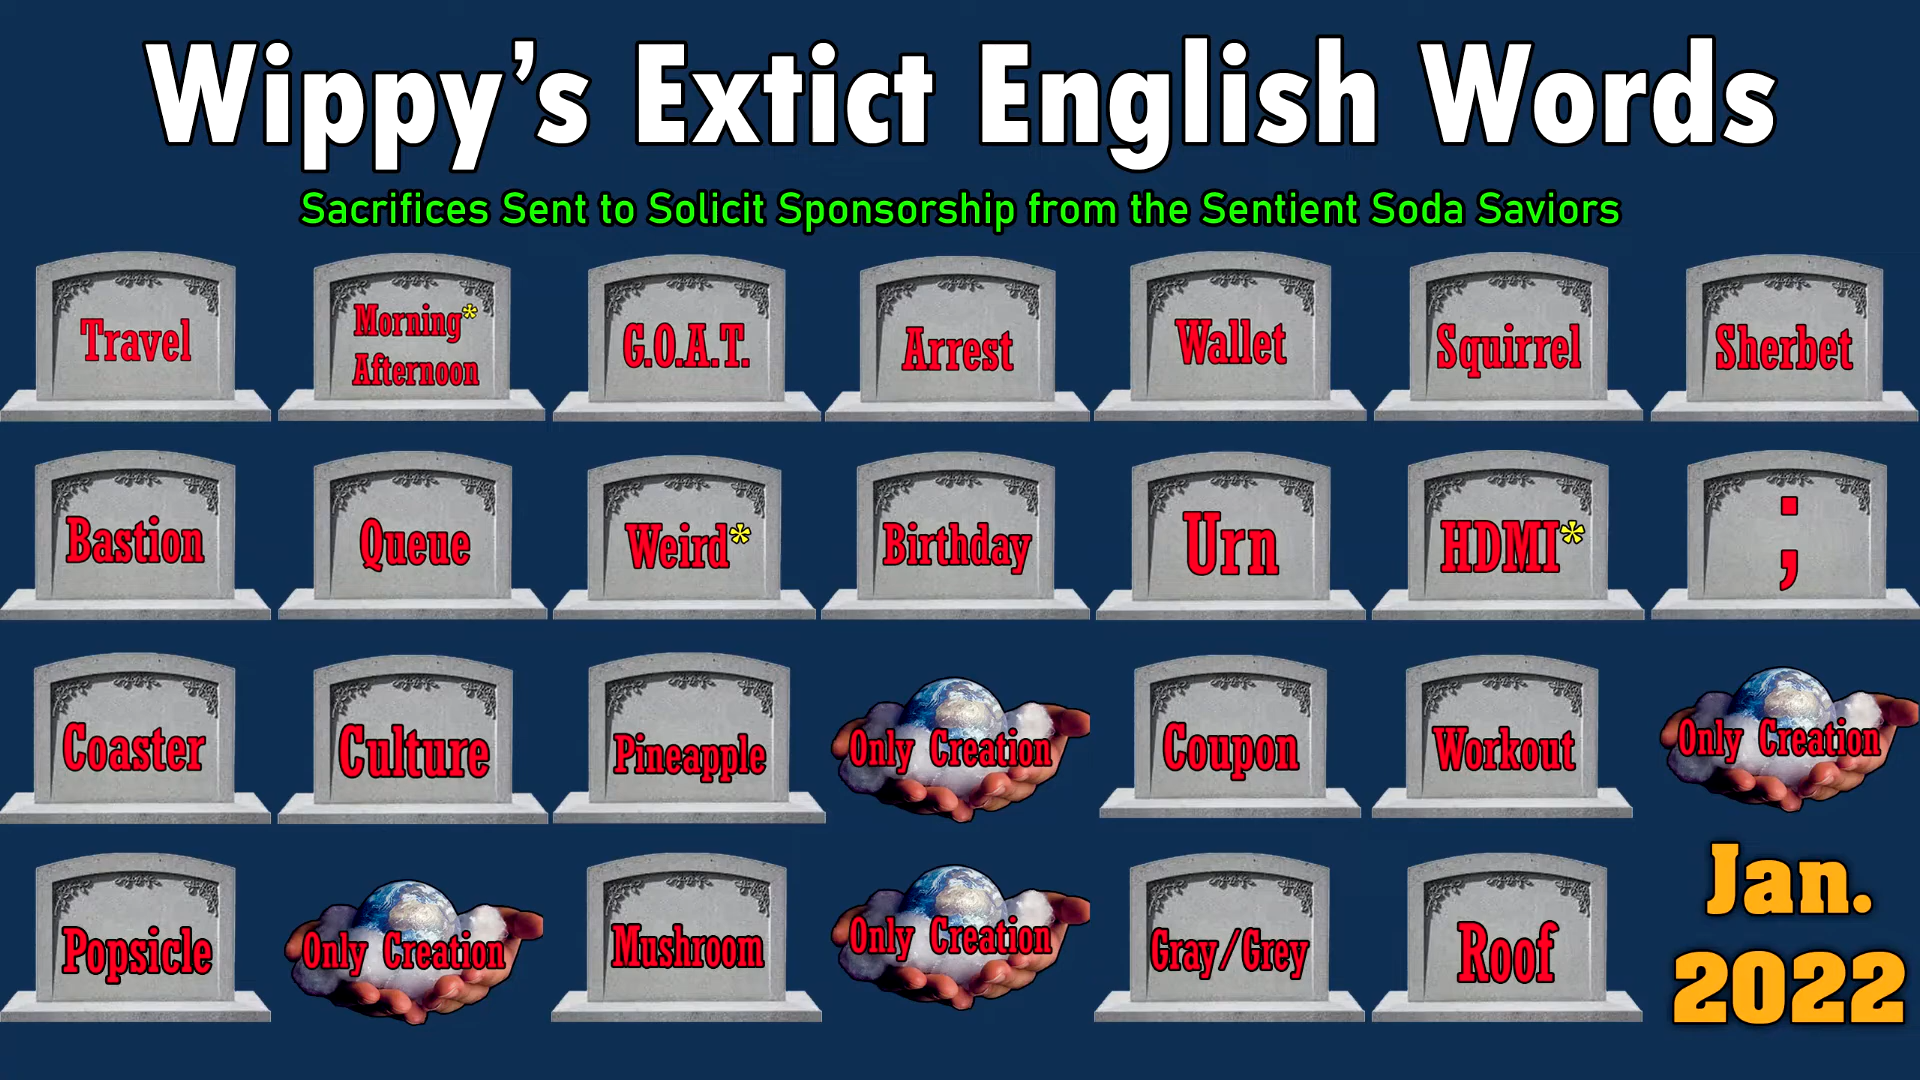 Wippy’s Extict English Words
Sacrifices Sent to Solicit Sponsorship from the Sentient Soda Saviors
Travel
Morning*
Afternoon
G.O.A.T.
Arrest
Wallet
Squirrel
Sherbet
Bastion
Queue
Weird*
Birthday
Urn
HDMI*
;
Coaster
Culture
Pineapple
Only Creation
Coupon
Workout
Only Creation
Popsicle
Only Creation
Mushroom
Only Creation
Gray/Grey
Roof
Jan.
2022